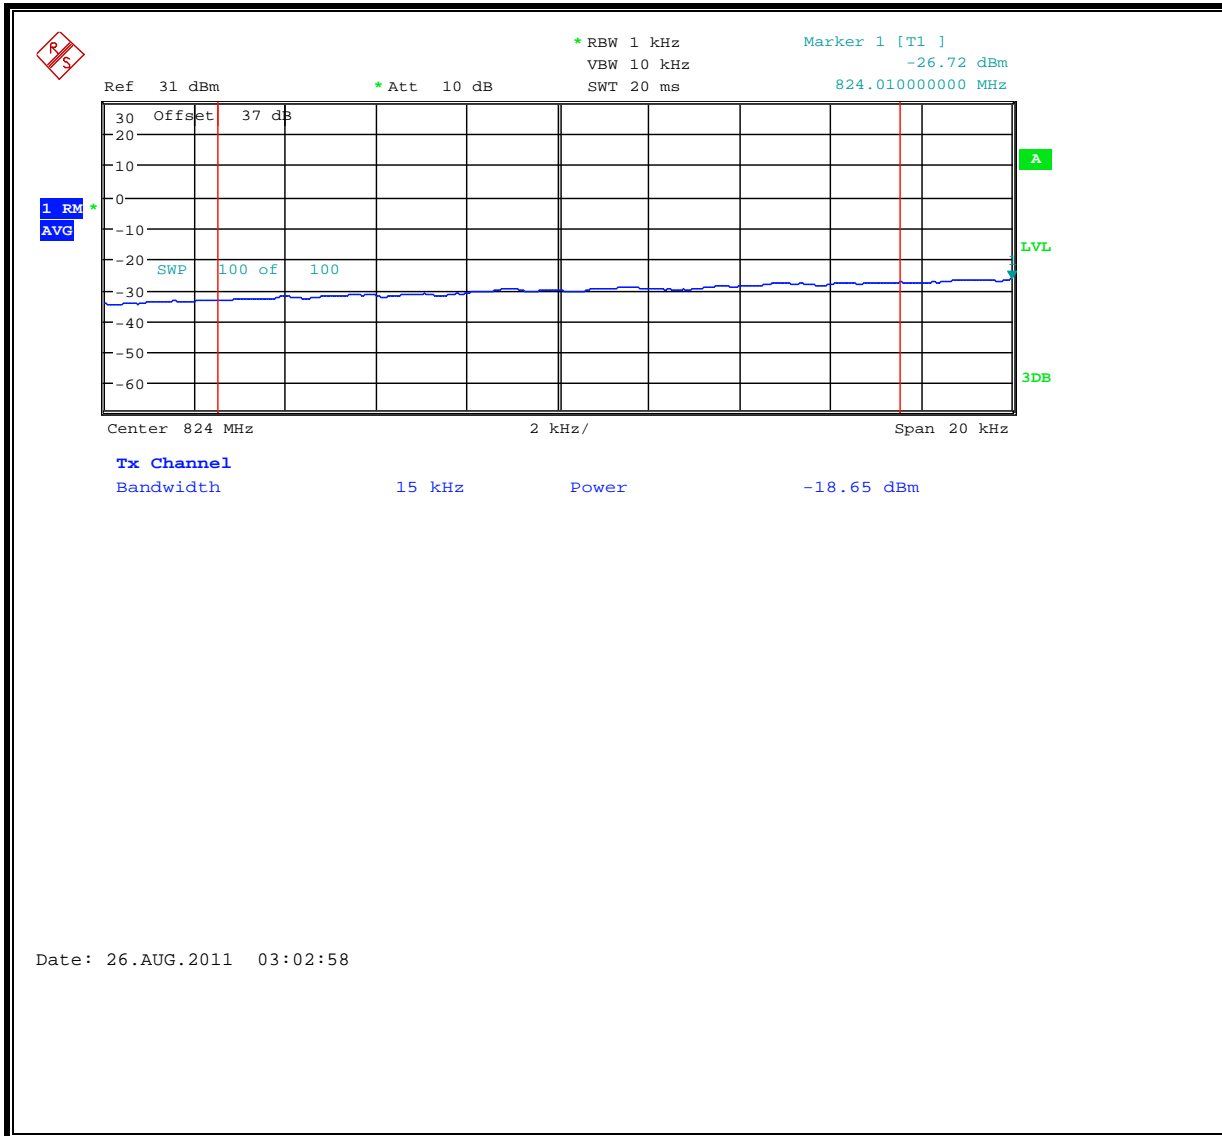 R
S
* RBW 1 kHz Marker 1 [T1 ]
VBW 10 kHz -26.72 dBm
Ref 31 dBm * Att 10 dB SWT 20 ms 824.010000000 MHz
30 Offset 37 dB
20
10
A
0
1 RM *
AVG
-10
LVL
-20
1
SWP 100 of 100
-30
-40
-50
-60
3DB
Center 824 MHz 2 kHz/ Span 20 kHz
Tx Channel
Bandwidth 15 kHz Power -18.65 dBm
Date: 26.AUG.2011 03:02:58